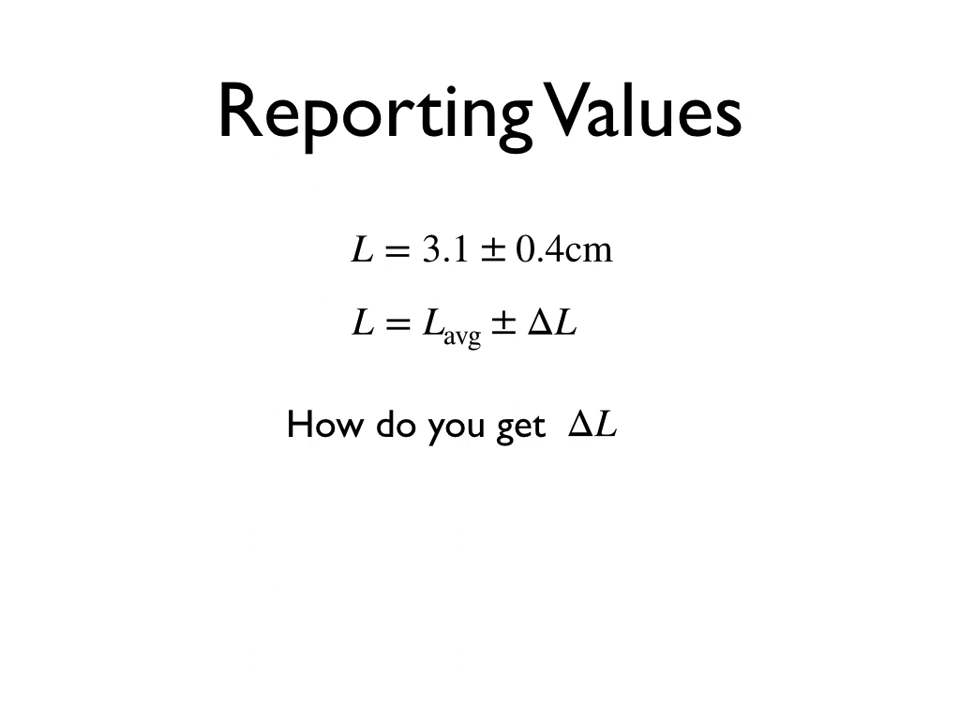 Reporting Values
L = 3.1 ± 0.4cm
L = L_avg ± ΔL
How do you get ΔL